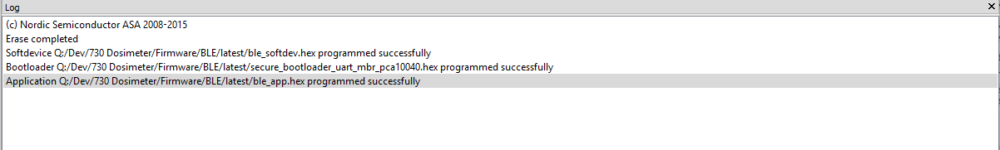 Log
(c) Nordic Semiconductor ASA 2008-2015
Erase completed
Softdevice Q:/Dev/730 Dosimeter/Firmware/BLE/latest/ble_softdev.hex programmed successfully
Bootloader Q:/Dev/730 Dosimeter/Firmware/BLE/latest/secure_bootloader_uart_mbr_pca10040.hex programmed successfully
Application Q:/Dev/730 Dosimeter/Firmware/BLE/latest/ble_app.hex programmed successfully